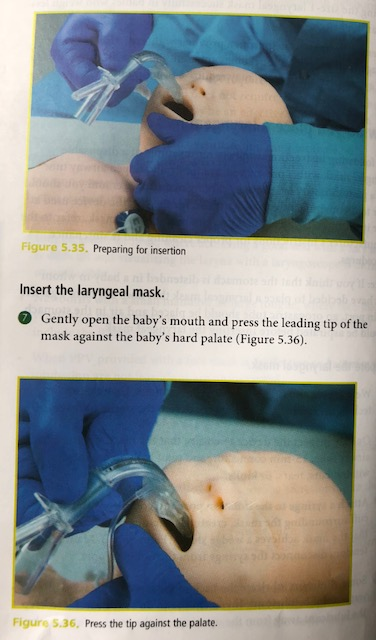 Figure 5.35. Preparing for insertion
Insert the laryngeal mask.
7 Gently open the baby's mouth and press the leading tip of the
mask against the baby's hard palate (Figure 5.36).
Figure 5.36. Press the tip against the palate.